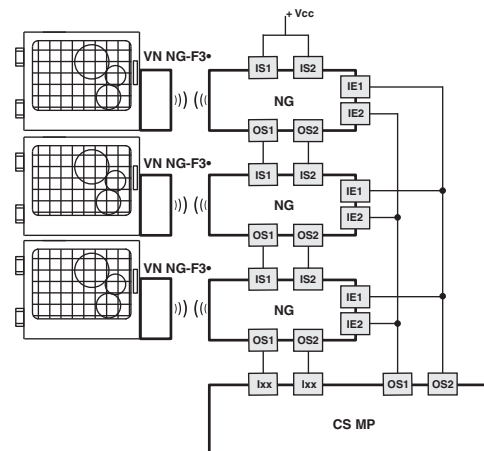 + Vcc
VN NG-F3•
IS1 IS2
NG
IE1
IE2
OS1 OS2
VN NG-F3•
IS1 IS2
NG
IE1
IE2
OS1 OS2
VN NG-F3•
IS1 IS2
NG
IE1
IE2
OS1 OS2
Ixx Ixx OS1 OS2
CS MP